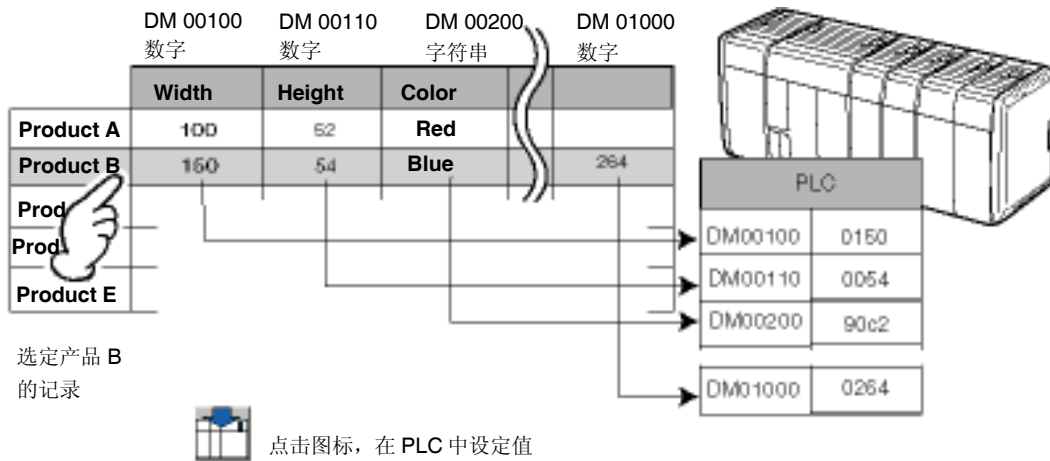 DM 00100 DM 00110 DM 00200 DM 01000
数字 数字 字符串 数字
Width Height Color
Product A 100 52 Red
Product B 150 54 Blue 264
Prod
Prod
Product E
PLC
DM00100 0150
DM00110 0054
DM00200 90c2
DM01000 0264
选定产品 B
的记录
点击图标，在 PLC 中设定值